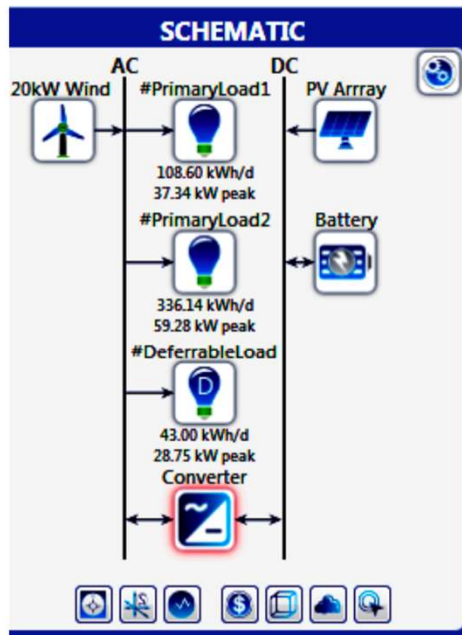 SCHEMATIC
AC DC
20kW Wind #PrimaryLoad1 PV Arrray
108.60 kWh/d
37.34 kW peak
#PrimaryLoad2 Battery
336.14 kWh/d
59.28 kW peak
#DeferrableLoad
D
43.00 kWh/d
28.75 kW peak
Converter